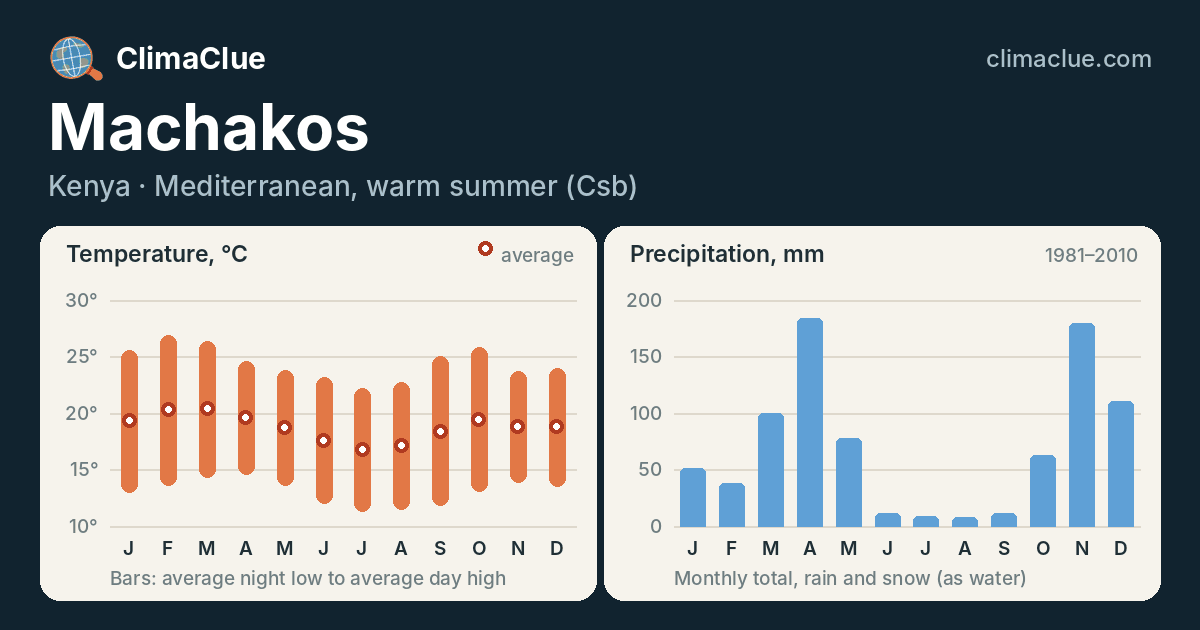 ClimaClue
climaclue.com
Machakos
Kenya · Mediterranean, warm summer (Csb)
Temperature, °C
average
30°
25°
20°
15°
10°
J F M A M J J A S O N D
Bars: average night low to average day high
Precipitation, mm
1981–2010
200
150
100
50
0
J F M A M J J A S O N D
Monthly total, rain and snow (as water)